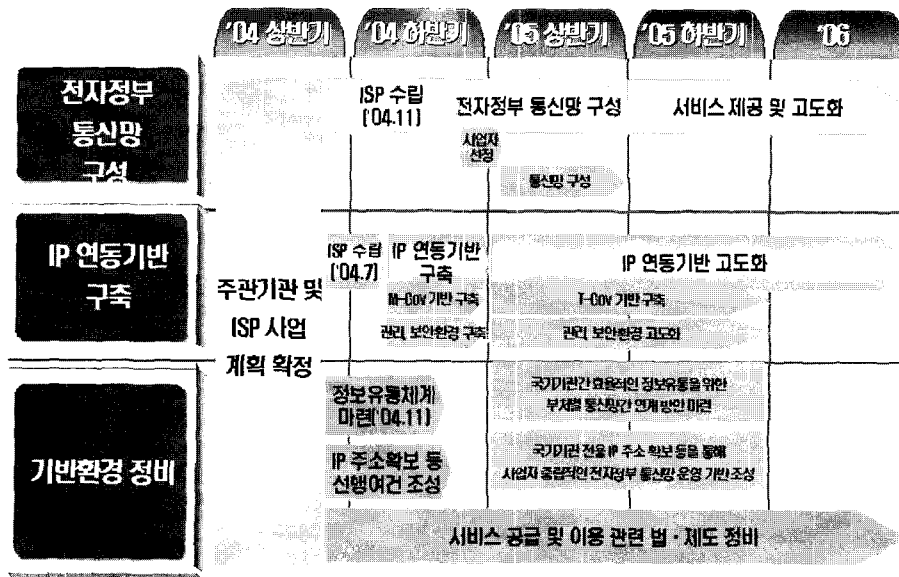 '04 상반기
'04 하반기
'05 상반기
'05 하반기
'06
전자정부
통신망
구성
ISP 수립
('04.11)
전자정부 통신망 구성
서비스 제공 및 고도화
사업자
선정
통신망 구성
IP 연동기반
구축
주관기관 및
ISP 사업
계획 확정
ISP 수립
('04.7)
IP 연동기반
구축
IP 연동기반 고도화
M-Gov 기반 구축
T-Gov 기반 구축
관리, 보안환경 구축
관리, 보안환경 고도화
기반환경 정비
정보유통체계
마련('04.11)
국가기관간 효율적인 정보유통을 위한
부처별 통신망간 연계 방안 마련
IP 주소확보 등
선행여건 조성
국가기관 전용 IP 주소 확보 등을 통해
사업자 중립적인 전자정부 통신망 운영 기반 조성
서비스 공급 및 이용 관련 법·제도 정비